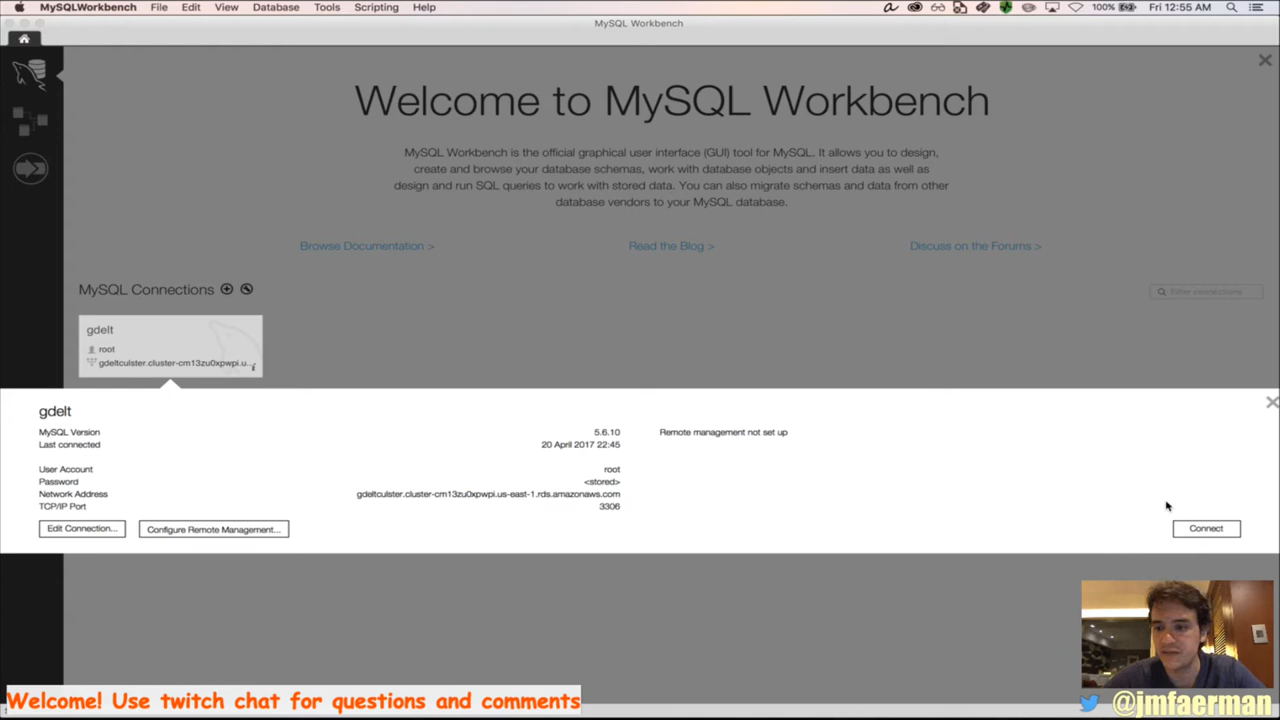 MySQLWorkbench File Edit View Database Tools Scripting Help
100% Fri 12:55 AM
MySQL Workbench
Welcome to MySQL Workbench
MySQL Workbench is the official graphical user interface (GUI) tool for MySQL. It allows you to design,
create and browse your database schemas, work with database objects and insert data as well as
design and run SQL queries to work with stored data. You can also migrate schemas and data from other
database vendors to your MySQL database.
Browse Documentation > Read the Blog > Discuss on the Forums >
MySQL Connections
Filter connections
gdelt
root
gdeltculster.cluster-cm13zu0xpwpi.u...
gdelt
MySQL Version 5.6.10 Remote management not set up
Last connected 20 April 2017 22:45
User Account root
Password <stored>
Network Address gdeltculster.cluster-cm13zu0xpwpi.us-east-1.rds.amazonaws.com
TCP/IP Port 3306
Edit Connection... Configure Remote Management... Connect
Welcome! Use twitch chat for questions and comments
@jmfaerman